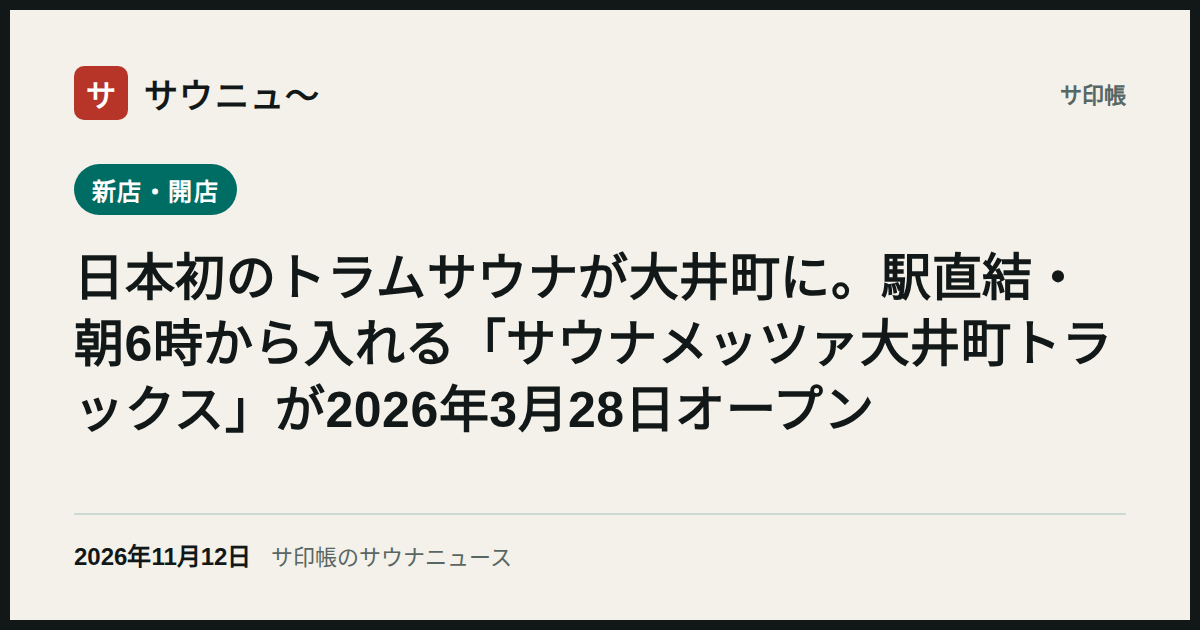 サ サウニュ〜
サ印帳
新店・開店
日本初のトラムサウナが大井町に。駅直結・
朝6時から入れる「サウナメッツァ大井町トラ
ックス」が2026年3月28日オープン
2026年11月12日 サ印帳のサウナニュース